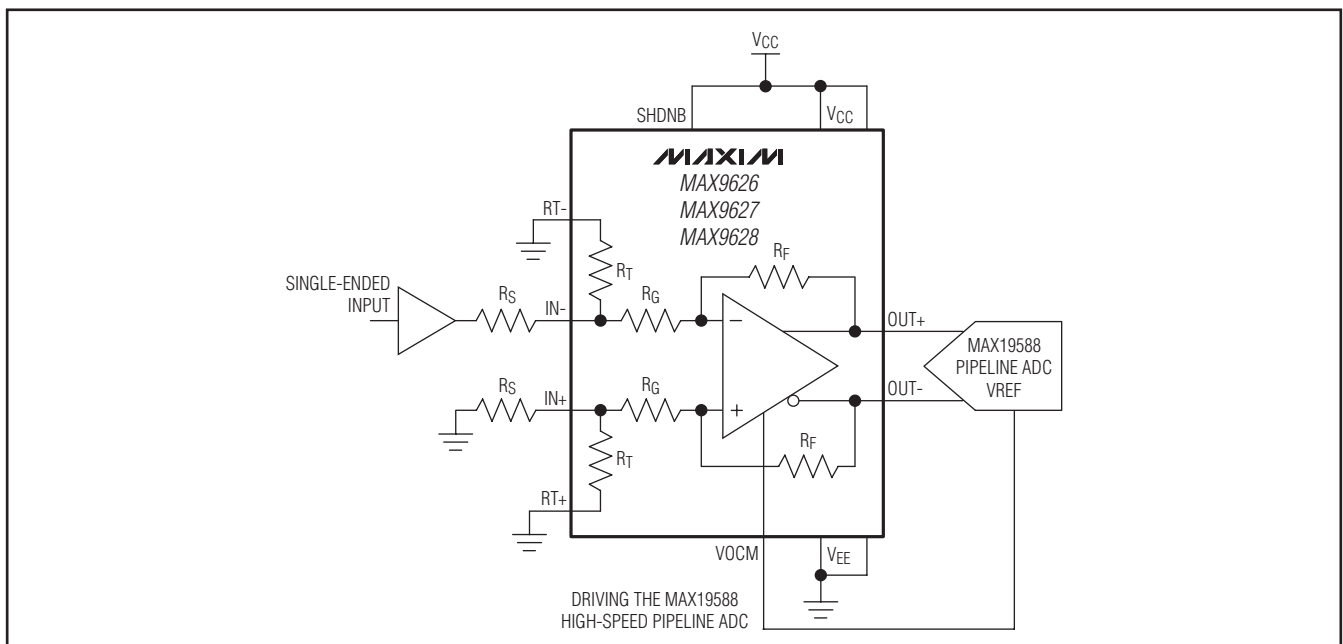 VCC
SHDNB
VCC
MAXIM
MAX9626
MAX9627
MAX9628
RT-
RT
RF
SINGLE-ENDED
INPUT
RS
IN-
RG
−
OUT+
MAX19588
PIPELINE ADC
VREF
OUT-
RS
IN+
RG
+
RF
RT
RT+
VOCM
VEE
DRIVING THE MAX19588
HIGH-SPEED PIPELINE ADC